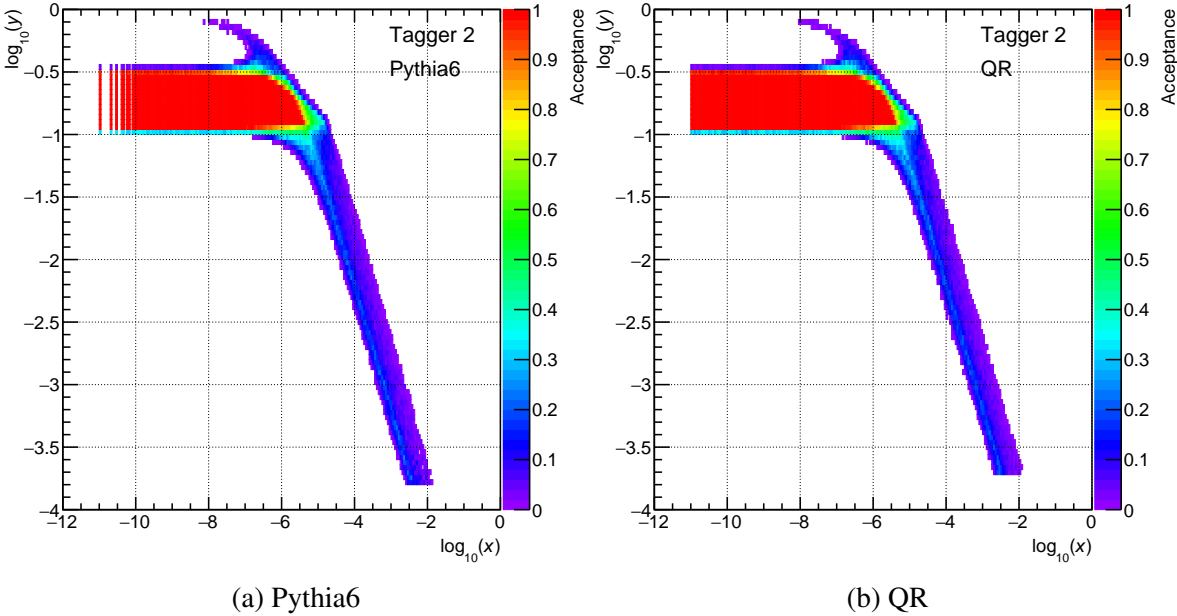 log10(y)
0
−0.5
−1
−1.5
−2
−2.5
−3
−3.5
−4
−12 −10 −8 −6 −4 −2 0
log10(x)
Tagger 2
Pythia6
Acceptance
1
0.9
0.8
0.7
0.6
0.5
0.4
0.3
0.2
0.1
0
(a) Pythia6
log10(y)
0
−0.5
−1
−1.5
−2
−2.5
−3
−3.5
−4
−12 −10 −8 −6 −4 −2 0
log10(x)
Tagger 2
QR
Acceptance
1
0.9
0.8
0.7
0.6
0.5
0.4
0.3
0.2
0.1
0
(b) QR